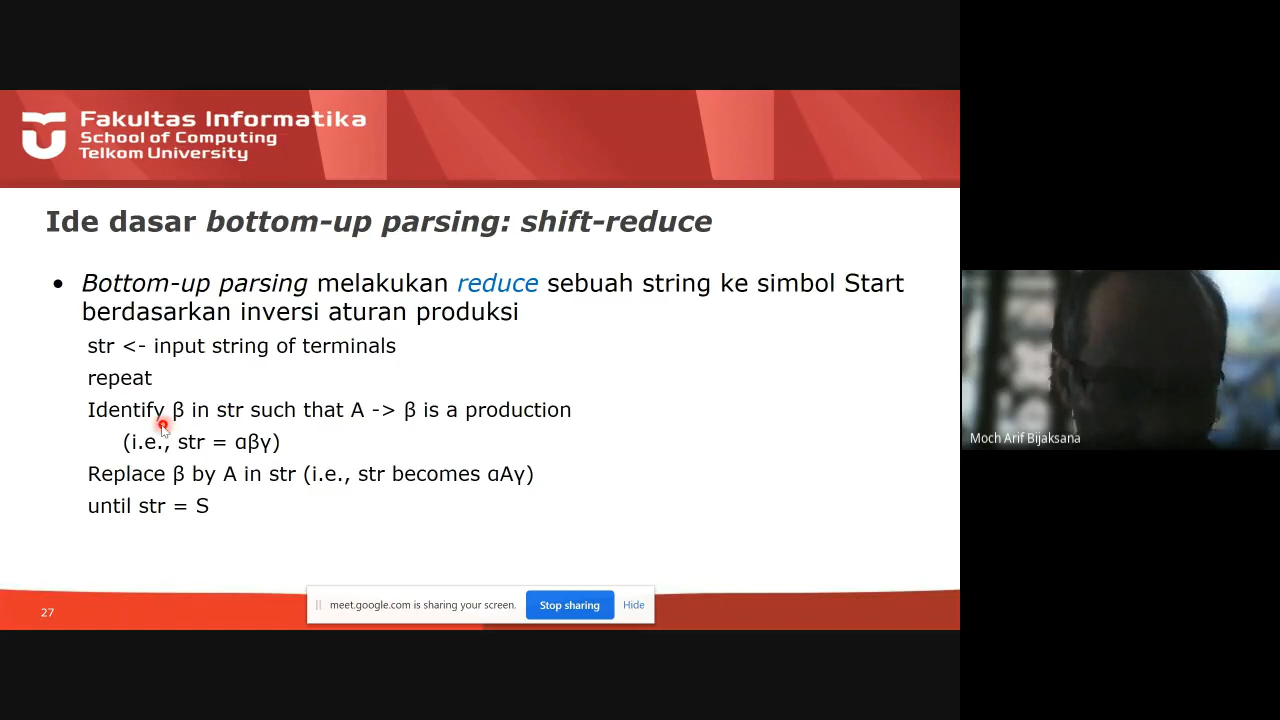 Fakultas Informatika
School of Computing
Telkom University
Ide dasar bottom-up parsing: shift-reduce
• Bottom-up parsing melakukan reduce sebuah string ke simbol Start
berdasarkan inversi aturan produksi
str <- input string of terminals
repeat
Identify β in str such that A -> β is a production
(i.e., str = αβγ)
Replace β by A in str (i.e., str becomes αAγ)
until str = S
Moch Arif Bijaksana
meet.google.com is sharing your screen.
Stop sharing
Hide
27